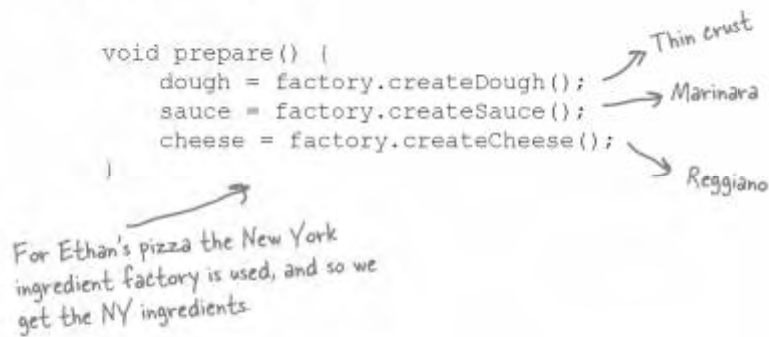 void prepare() {
dough = factory.createDough();
sauce = factory.createSauce();
cheese = factory.createCheese();
}
Thin crust
Marinara
Reggiano
For Ethan's pizza the New York
ingredient factory is used, and so we
get the NY ingredients.